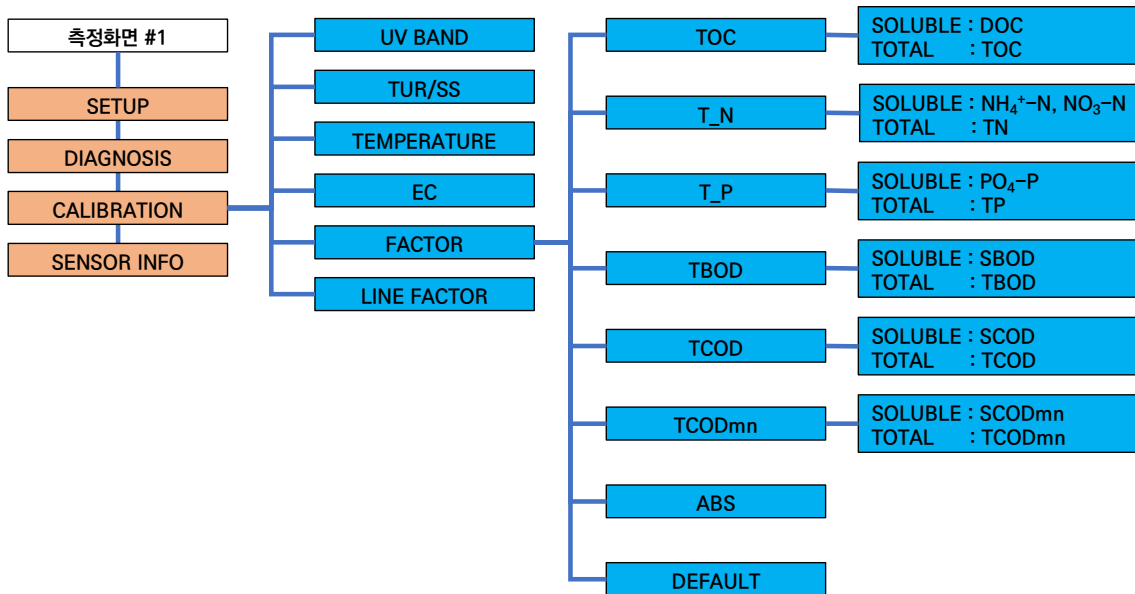 측정화면 #1
SETUP
DIAGNOSIS
CALIBRATION
SENSOR INFO
UV BAND
TUR/SS
TEMPERATURE
EC
FACTOR
LINE FACTOR
TOC
T_N
T_P
TBOD
TCOD
TCODmn
ABS
DEFAULT
SOLUBLE : DOC
TOTAL : TOC
SOLUBLE : NH₄⁺-N, NO₃-N
TOTAL : TN
SOLUBLE : PO₄-P
TOTAL : TP
SOLUBLE : SBOD
TOTAL : TBOD
SOLUBLE : SCOD
TOTAL : TCOD
SOLUBLE : SCODmn
TOTAL : TCODmn